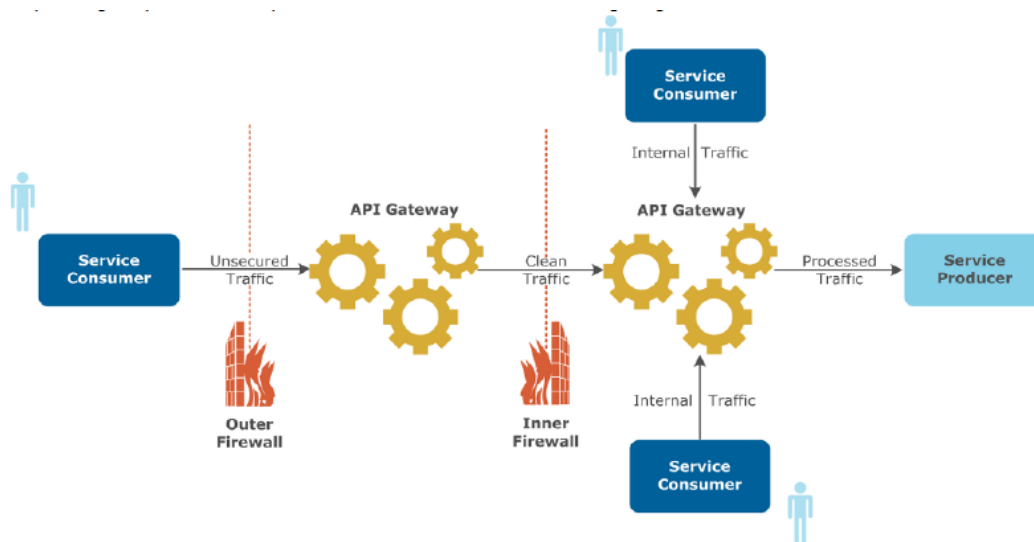 Service
Consumer
Internal Traffic
API Gateway
API Gateway
Service
Consumer
Unsecured
Traffic
Clean
Traffic
Processed
Traffic
Service
Producer
Internal Traffic
Outer
Firewall
Inner
Firewall
Service
Consumer